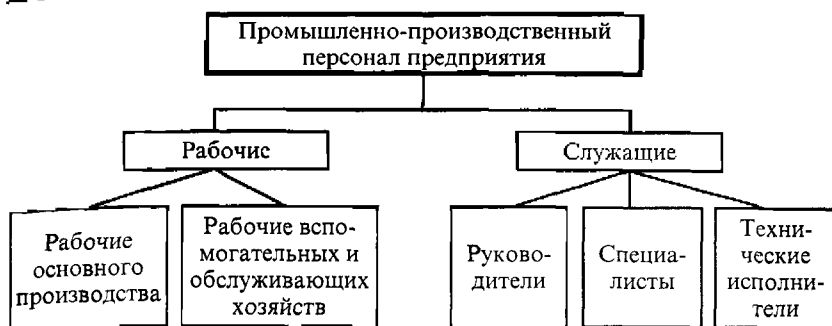 Промышленно-производственный
персонал предприятия
Рабочис
Служащие
Рабочие
основного
производства
Рабочие вспо-
могательных и
обслуживающих
хозяйств
Руково-
дители
Специа-
листы
Техни-
ческие
исполни-
тели